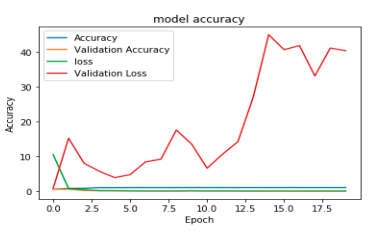 model accuracy
Accuracy
Validation Accuracy
loss
Validation Loss
Accuracy
40
30
20
10
0
0.0 2.5 5.0 7.5 10.0 12.5 15.0 17.5
Epoch